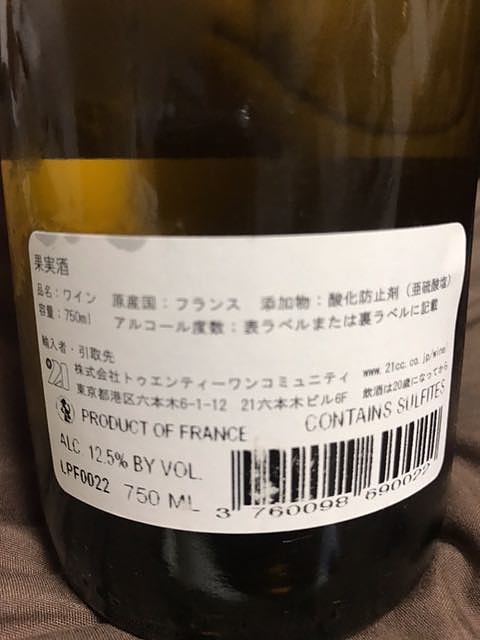 果実酒
品名：ワイン 原産国：フランス 添加物：酸化防止剤（亜硫酸塩）
容量：750ml アルコール度数：表ラベルまたは裏ラベルに記載
輸入者・引取先
21 株式会社トゥエンティーワンコミュニティ www.21cc.co.jp/wine/
東京都港区六本木6-1-12 21六本木ビル6F 飲酒は20歳になってから
PRODUCT OF FRANCE CONTAINS SULFITES
ALC 12.5% BY VOL.
LPF0022 750 ML
3 760098 690022